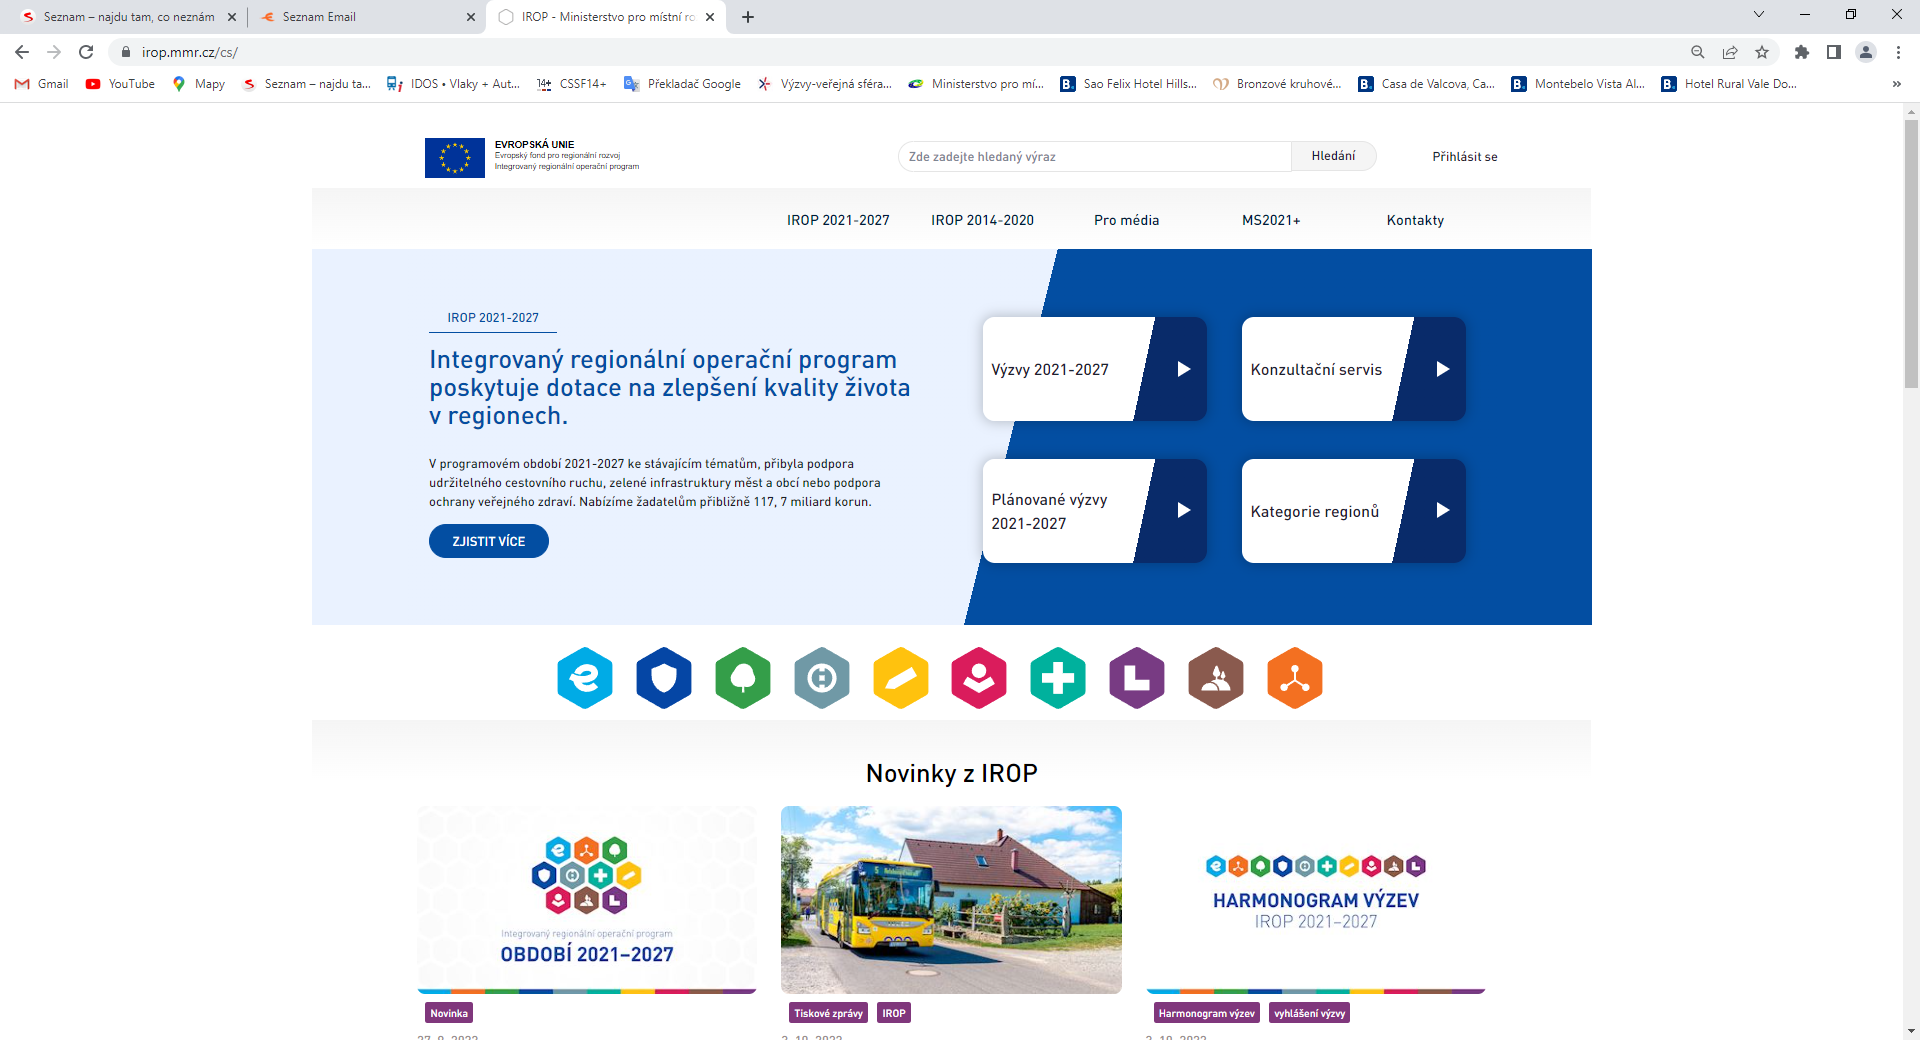 Seznam – najdu tam, co neznám
Seznam Email
IROP - Ministerstvo pro místní ro
irop.mmr.cz/cs/
Gmail
YouTube
Mapy
Seznam – najdu ta...
IDOS • Vlaky + Aut...
14+
CSSF14+
Překladač Google
Výzvy-veřejná sféra...
Ministerstvo pro mí...
B.
Sao Felix Hotel Hills...
Bronzové kruhové...
B.
Casa de Valcova, Ca...
B.
Montebelo Vista Al...
B.
Hotel Rural Vale Do...
»
EVROPSKÁ UNIE
Evropský fond pro regionální rozvoj
Integrovaný regionální operační program
Zde zadejte hledaný výraz
Hledání
Přihlásit se
IROP 2021-2027
IROP 2014-2020
Pro média
MS2021+
Kontakty
IROP 2021-2027
Integrovaný regionální operační program
poskytuje dotace na zlepšení kvality života
v regionech.
V programovém období 2021-2027 ke stávajícím tématům, přibyla podpora
udržitelného cestovního ruchu, zelené infrastruktury měst a obcí nebo podpora
ochrany veřejného zdraví. Nabízíme žadatelům přibližně 117, 7 miliard korun.
ZJISTIT VÍCE
Výzvy 2021-2027
Konzultační servis
Plánované výzvy
2021-2027
Kategorie regionů
Novinky z IROP
Integrovaný regionální operační program
OBDOBÍ 2021–2027
HARMONOGRAM VÝZEV
IROP 2021–2027
Novinka
Tiskové zprávy
IROP
Harmonogram výzev
vyhlášení výzvy